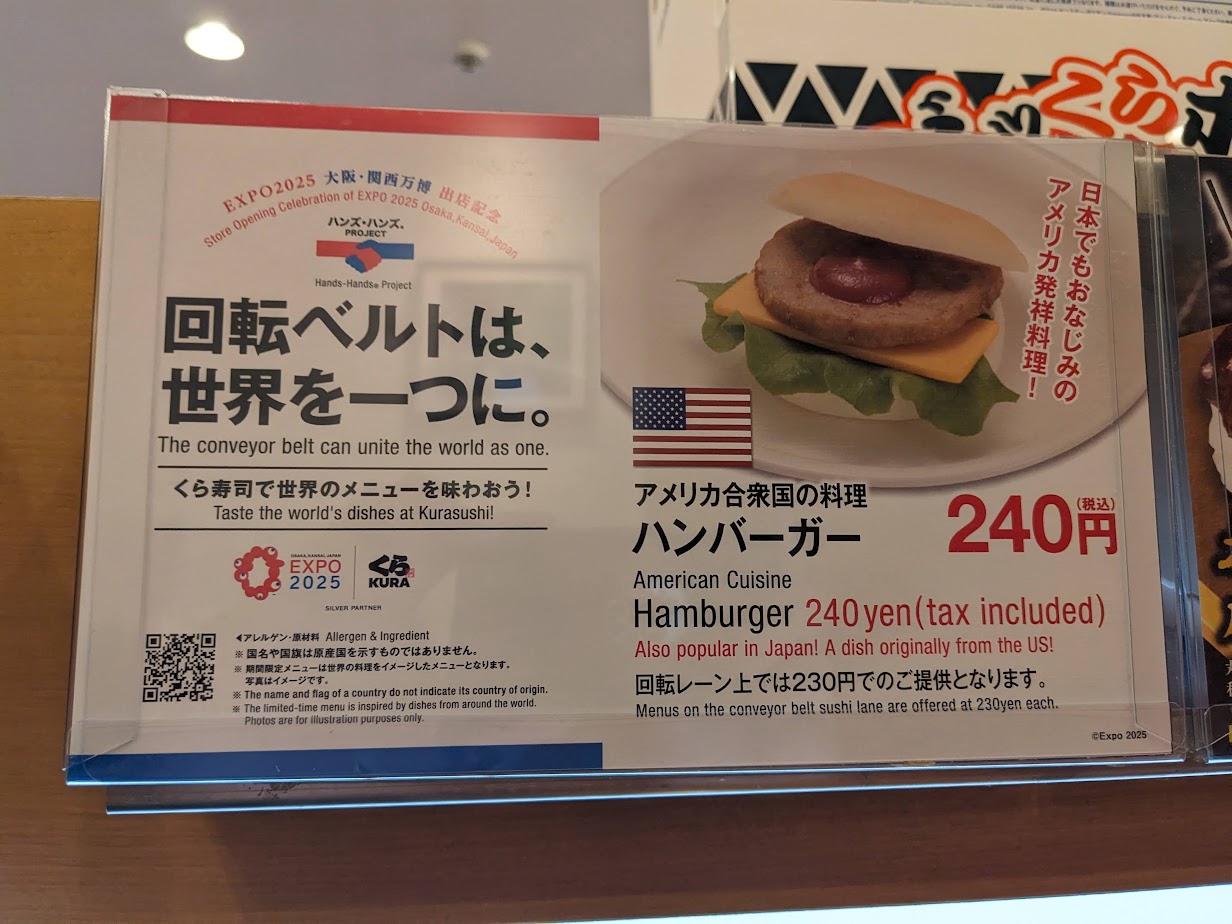 EXPO2025 大阪・関西万博 出店記念
Store Opening Celebration of EXPO 2025 Osaka,Kansai,Japan
ハンズ・ハンズ®
PROJECT
Hands-Hands® Project
回転ベルトは、
世界を一つに。
The conveyor belt can unite the world as one.
くら寿司で世界のメニューを味わおう！
Taste the world's dishes at Kurasushi!
OSAKA, KANSAI, JAPAN
EXPO
2025
くら
KURA
SILVER PARTNER
◀アレルゲン・原材料 Allergen & Ingredient
※ 国名や国旗は原産国を示すものではありません。
※ 期間限定メニューは世界の料理をイメージしたメニューとなります。
写真はイメージです。
※ The name and flag of a country do not indicate its country of origin.
※ The limited-time menu is inspired by dishes from around the world.
Photos are for illustration purposes only.
日本でもおなじみの
アメリカ発祥料理！
アメリカ合衆国の料理
ハンバーガー
240円(税込)
American Cuisine
Hamburger 240yen(tax included)
Also popular in Japan! A dish originally from the US!
回転レーン上では230円でのご提供となります。
Menus on the conveyor belt sushi lane are offered at 230yen each.
©Expo 2025